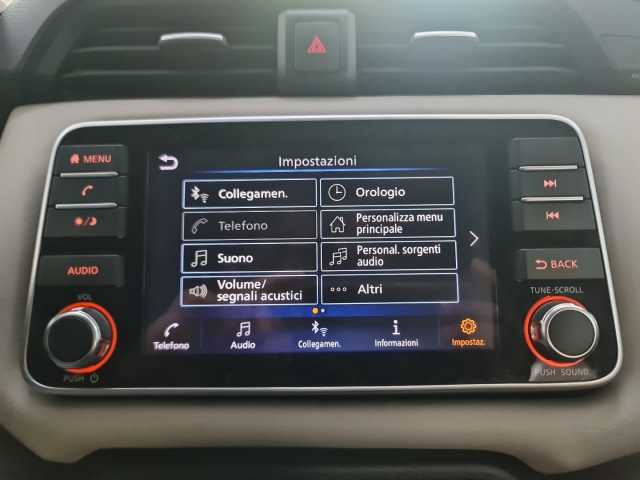 MENU
AUDIO
VOL
PUSH
Impostazioni
Collegamen.
Orologio
Telefono
Personalizza menu
principale
Suono
Personal. sorgenti
audio
Volume/
segnali acustici
Altri
Telefono
Audio
Collegamen.
Informazioni
Impostaz.
BACK
TUNE-SCROLL
PUSH SOUND